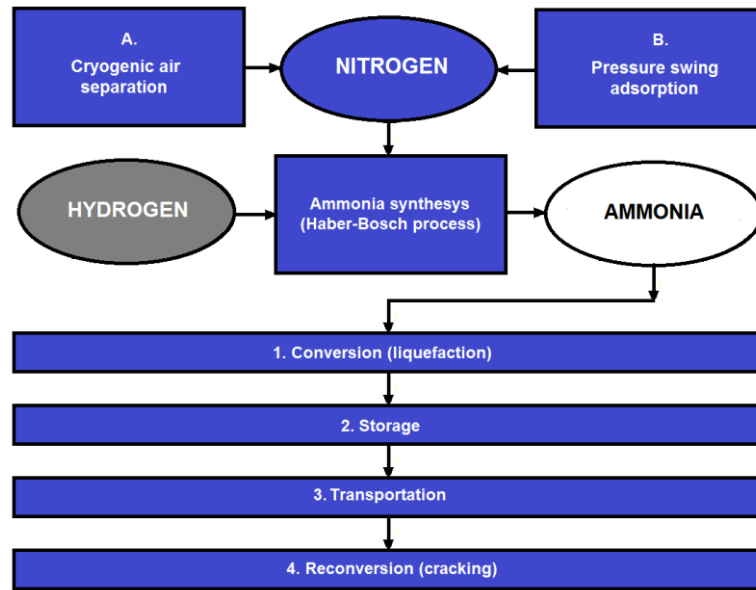 A.
Cryogenic air
separation
NITROGEN
B.
Pressure swing
adsorption
HYDROGEN
Ammonia synthesys
(Haber-Bosch process)
AMMONIA
1. Conversion (liquefaction)
2. Storage
3. Transportation
4. Reconversion (cracking)